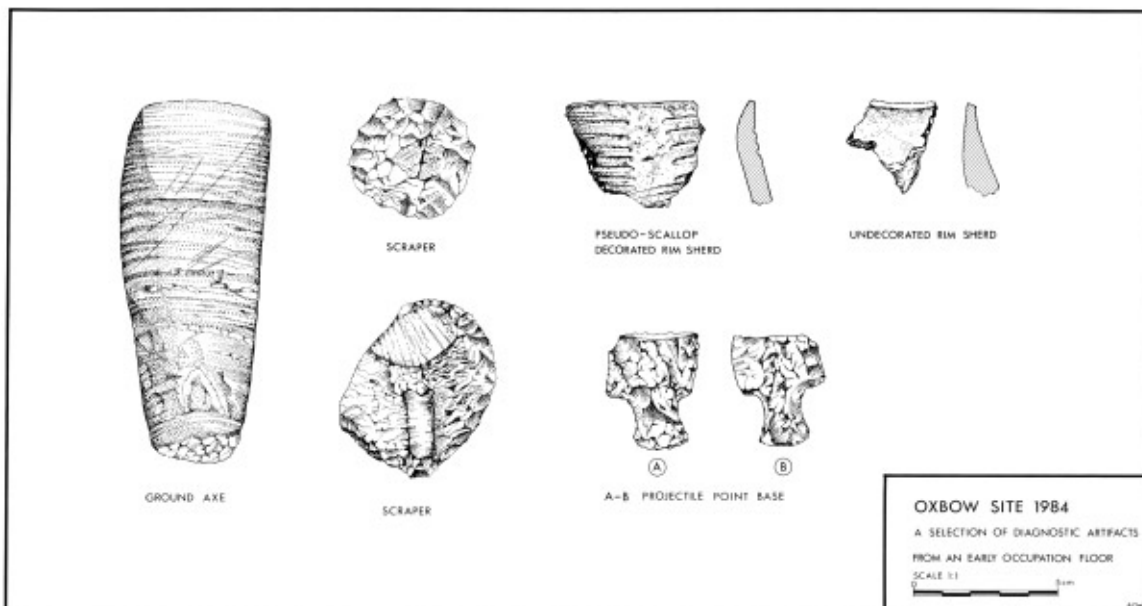 SCRAPER
PSEUDO-SCALLOP
DECORATED RIM SHERD
UNDECORATED RIM SHERD
GROUND AXE
SCRAPER
A
B
A-B PROJECTILE POINT BASE
OXBOW SITE 1984
A SELECTION OF DIAGNOSTIC ARTIFACTS
FROM AN EARLY OCCUPATION FLOOR
SCALE 1:1
0 5cm